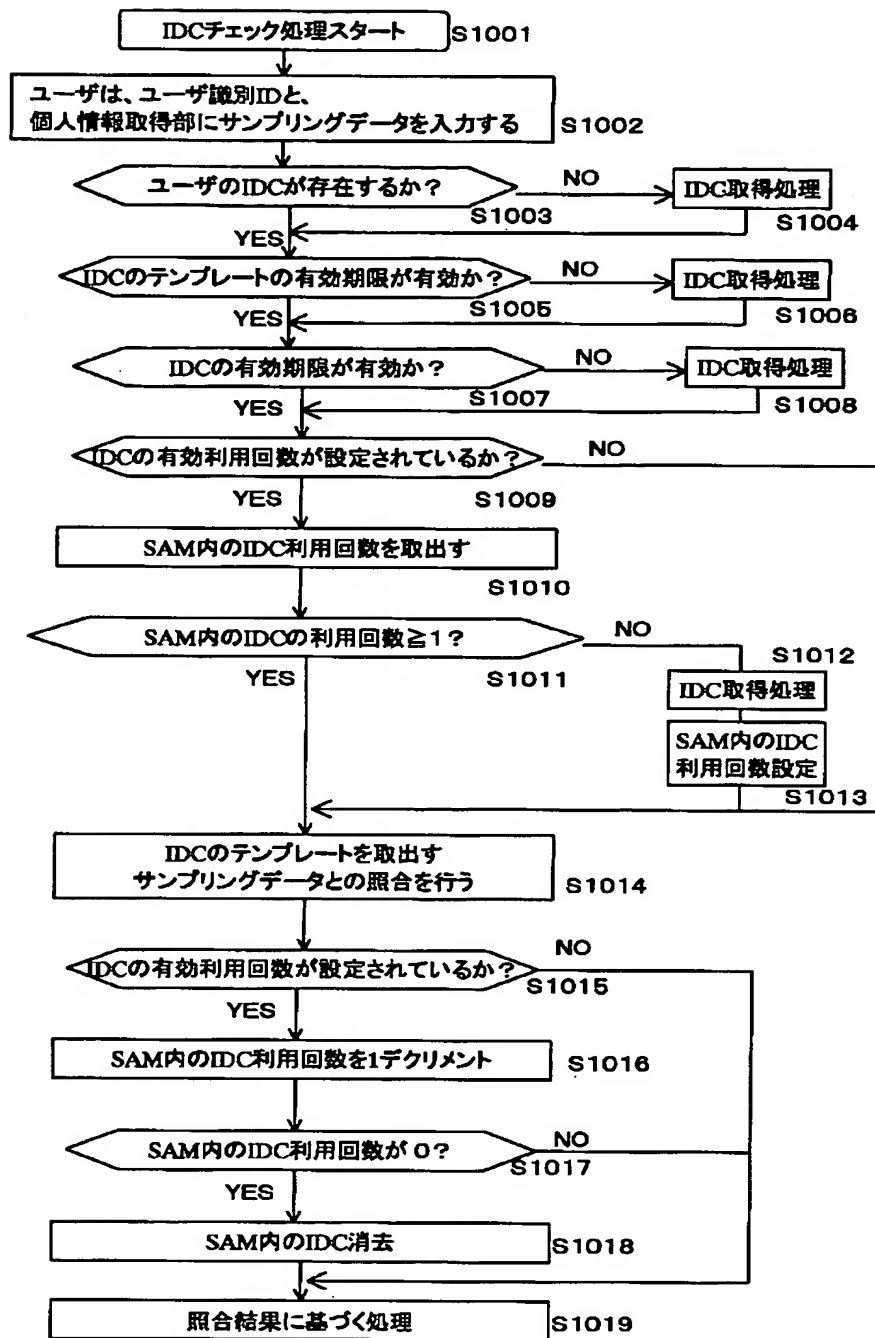 IDCチェック処理スタート
S1001
ユーザは、ユーザ識別IDと、
個人情報取得部にサンプリングデータを入力する
S1002
ユーザのIDCが存在するか?
NO
IDC取得処理
S1003
S1004
YES
IDCのテンプレートの有効期限が有効か?
NO
IDC取得処理
S1005
S1006
YES
IDCの有効期限が有効か?
NO
IDC取得処理
S1007
S1008
YES
IDCの有効利用回数が設定されているか?
NO
YES
S1009
SAM内のIDC利用回数を取出す
S1010
SAM内のIDCの利用回数≧1?
NO
YES
S1011
S1012
IDC取得処理
SAM内のIDC
利用回数設定
S1013
IDCのテンプレートを取出す
サンプリングデータとの照合を行う
S1014
IDCの有効利用回数が設定されているか?
NO
S1015
YES
SAM内のIDC利用回数を1デクリメント
S1016
SAM内のIDC利用回数が 0?
NO
S1017
YES
SAM内のIDC消去
S1018
照合結果に基づく処理
S1019